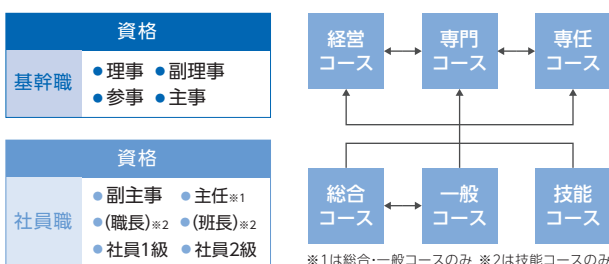 資格
基幹職
●理事 ●副理事
●参事 ●主事
資格
社員職
●副主事 ●主任※1
●(職長)※2 ●(班長)※2
●社員1級 ●社員2級
経営
コース
専門
コース
専任
コース
総合
コース
一般
コース
技能
コース
※1は総合・一般コースのみ ※2は技能コースのみ